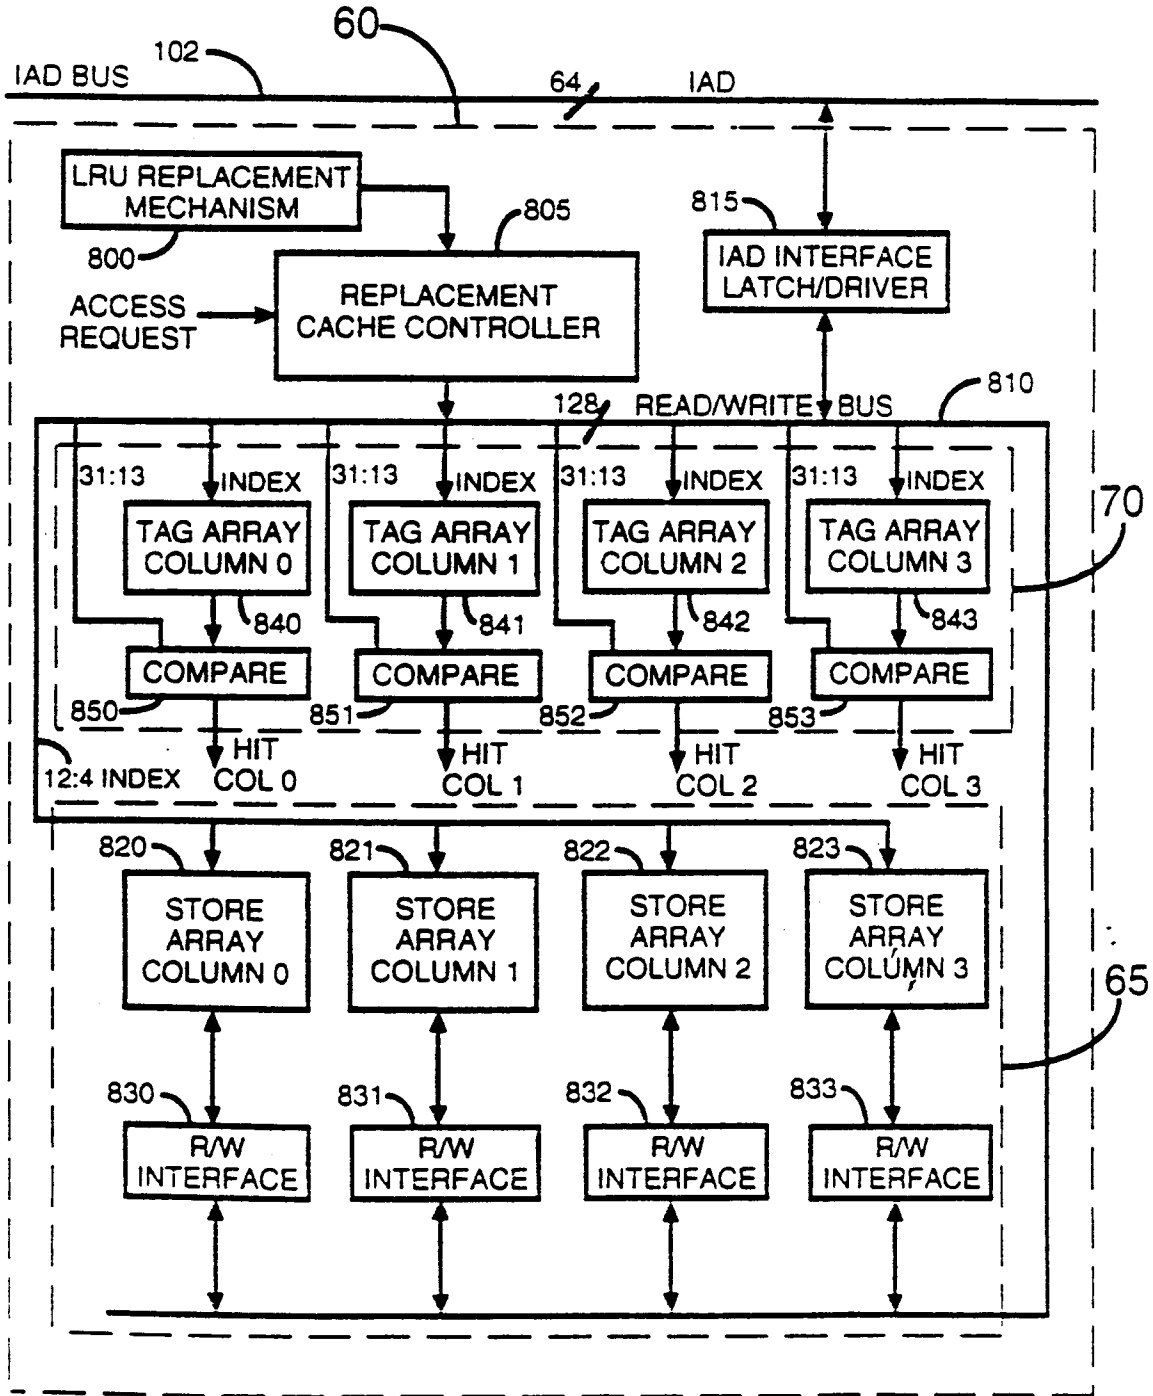 60
102
IAD BUS
64
IAD
LRU REPLACEMENT
MECHANISM
800
805
815
ACCESS
REQUEST
REPLACEMENT
CACHE CONTROLLER
IAD INTERFACE
LATCH/DRIVER
128
READ/WRITE BUS
810
31:13
INDEX
31:13
INDEX
31:13
INDEX
31:13
INDEX
70
TAG ARRAY
COLUMN 0
TAG ARRAY
COLUMN 1
TAG ARRAY
COLUMN 2
TAG ARRAY
COLUMN 3
840
841
842
843
COMPARE
COMPARE
COMPARE
COMPARE
850
851
852
853
HIT
COL 0
HIT
COL 1
HIT
COL 2
HIT
COL 3
12:4 INDEX
820
821
822
823
STORE
ARRAY
COLUMN 0
STORE
ARRAY
COLUMN 1
STORE
ARRAY
COLUMN 2
STORE
ARRAY
COLUMN 3
65
830
831
832
833
R/W
INTERFACE
R/W
INTERFACE
R/W
INTERFACE
R/W
INTERFACE